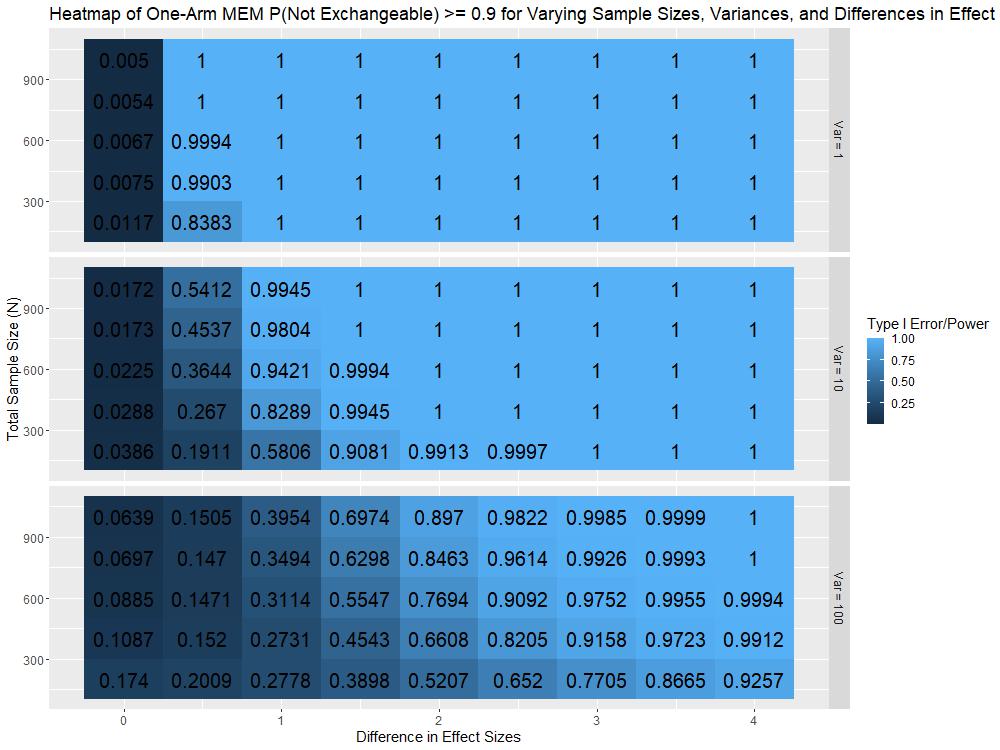 Heatmap of One-Arm MEM P(Not Exchangeable) >= 0.9 for Varying Sample Sizes, Variances, and Differences in Effect
Total Sample Size (N)
900
600
300
0.005 1 1 1 1 1 1 1 1
0.0054 1 1 1 1 1 1 1 1
0.0067 0.9994 1 1 1 1 1 1 1
0.0075 0.9903 1 1 1 1 1 1 1
0.0117 0.8383 1 1 1 1 1 1 1
Var = 1
900
600
300
0.0172 0.5412 0.9945 1 1 1 1 1 1
0.0173 0.4537 0.9804 1 1 1 1 1 1
0.0225 0.3644 0.9421 0.9994 1 1 1 1 1
0.0288 0.267 0.8289 0.9945 1 1 1 1 1
0.0386 0.1911 0.5806 0.9081 0.9913 0.9997 1 1 1
Var = 10
900
600
300
0.0639 0.1505 0.3954 0.6974 0.897 0.9822 0.9985 0.9999 1
0.0697 0.147 0.3494 0.6298 0.8463 0.9614 0.9926 0.9993 1
0.0885 0.1471 0.3114 0.5547 0.7694 0.9092 0.9752 0.9955 0.9994
0.1087 0.152 0.2731 0.4543 0.6608 0.8205 0.9158 0.9723 0.9912
0.174 0.2009 0.2778 0.3898 0.5207 0.652 0.7705 0.8665 0.9257
Var = 100
0 1 2 3 4
Difference in Effect Sizes
Type I Error/Power
1.00
0.75
0.50
0.25